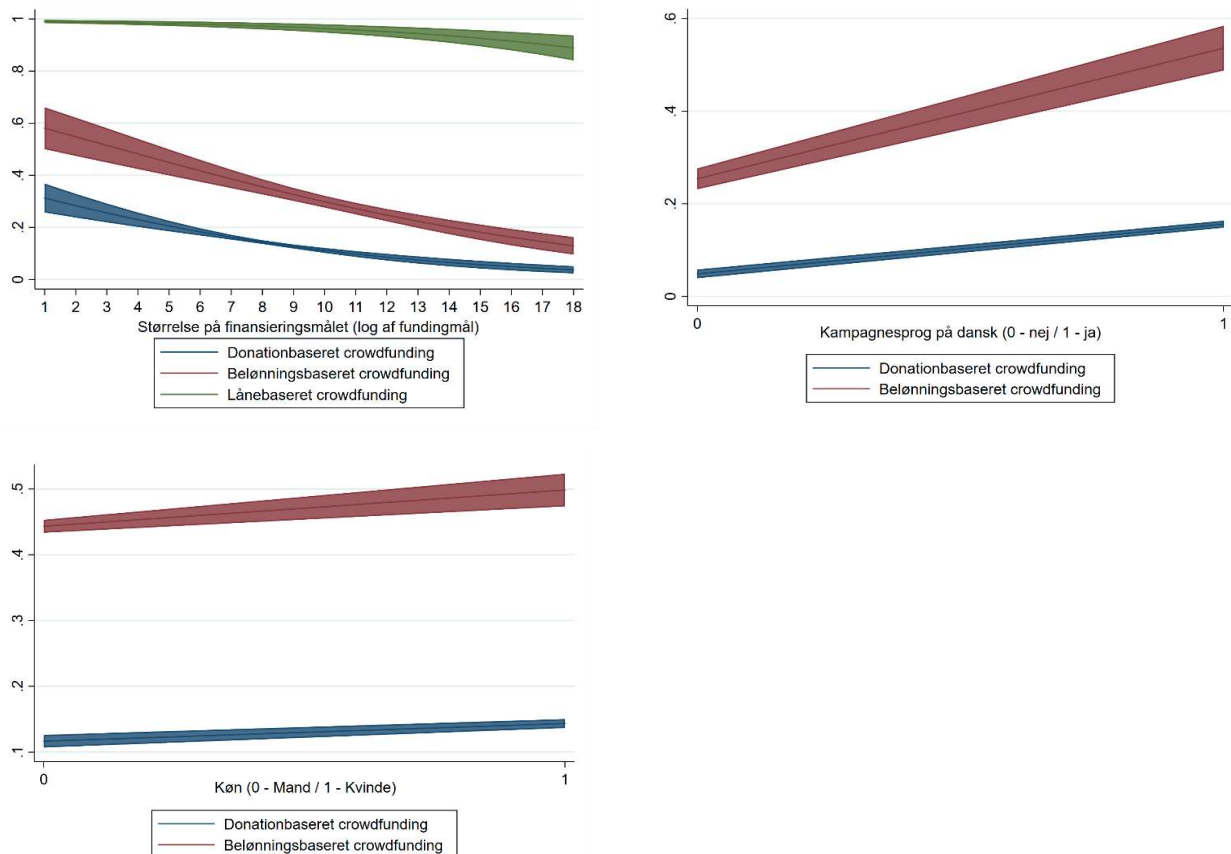 1
.8
.6
.4
.2
0
1 2 3 4 5 6 7 8 9 10 11 12 13 14 15 16 17 18
Størrelse på finansieringsmålet (log af fundingmål)
Donationbaseret crowdfunding
Belønningsbaseret crowdfunding
Lånebaseret crowdfunding
.6
.4
.2
0
0 1
Kampagnesprog på dansk (0 - nej / 1 - ja)
Donationbaseret crowdfunding
Belønningsbaseret crowdfunding
.5
.4
.3
.2
.1
0 1
Køn (0 - Mand / 1 - Kvinde)
Donationbaseret crowdfunding
Belønningsbaseret crowdfunding